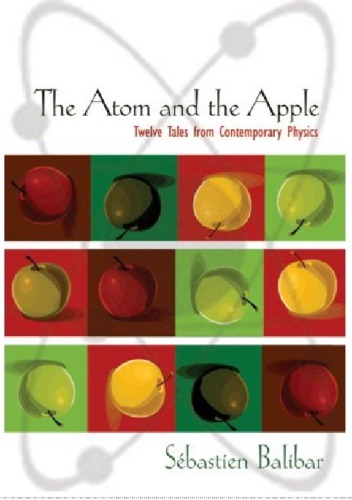 The Atom and the Apple
Twelve Tales from Contemporary Physics
Sébastien Balibar